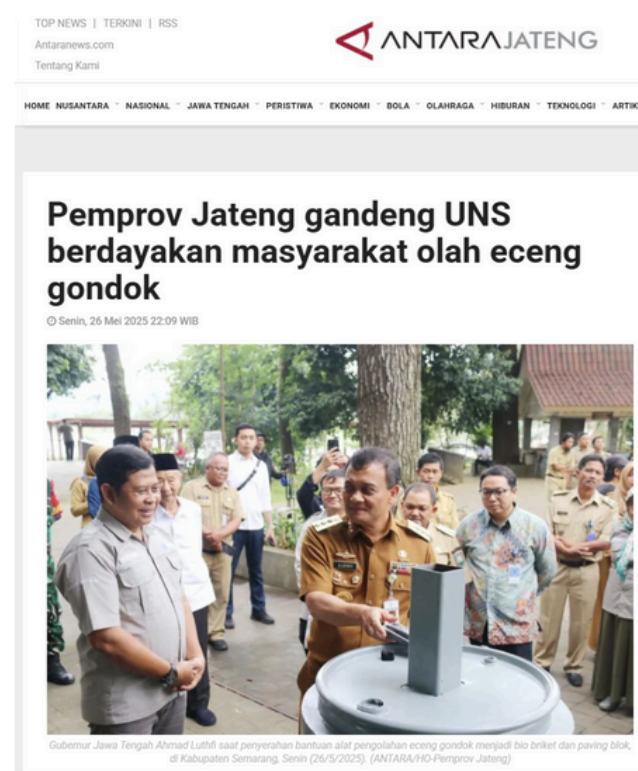 TOP NEWS | TERKINI | RSS
Antaranews.com
Tentang Kami
ANTARAJATENG
HOME NUSANTARA NASIONAL JAWA TENGAH PERISTIWA EKONOMI BOLA OLAHRAGA HIBURAN TEKNOLOGI ARTIK
Pemprov Jateng gandeng UNS
berdayakan masyarakat olah eceng
gondok
Senin, 26 Mei 2025 22:09 WIB
Gubernur Jawa Tengah Ahmad Luthfi saat penyerahan bantuan alat pengolahan eceng gondok menjadi bio briket dan paving blok,
di Kabupaten Semarang, Senin (26/5/2025). (ANTARA/HO-Pemprov Jateng)